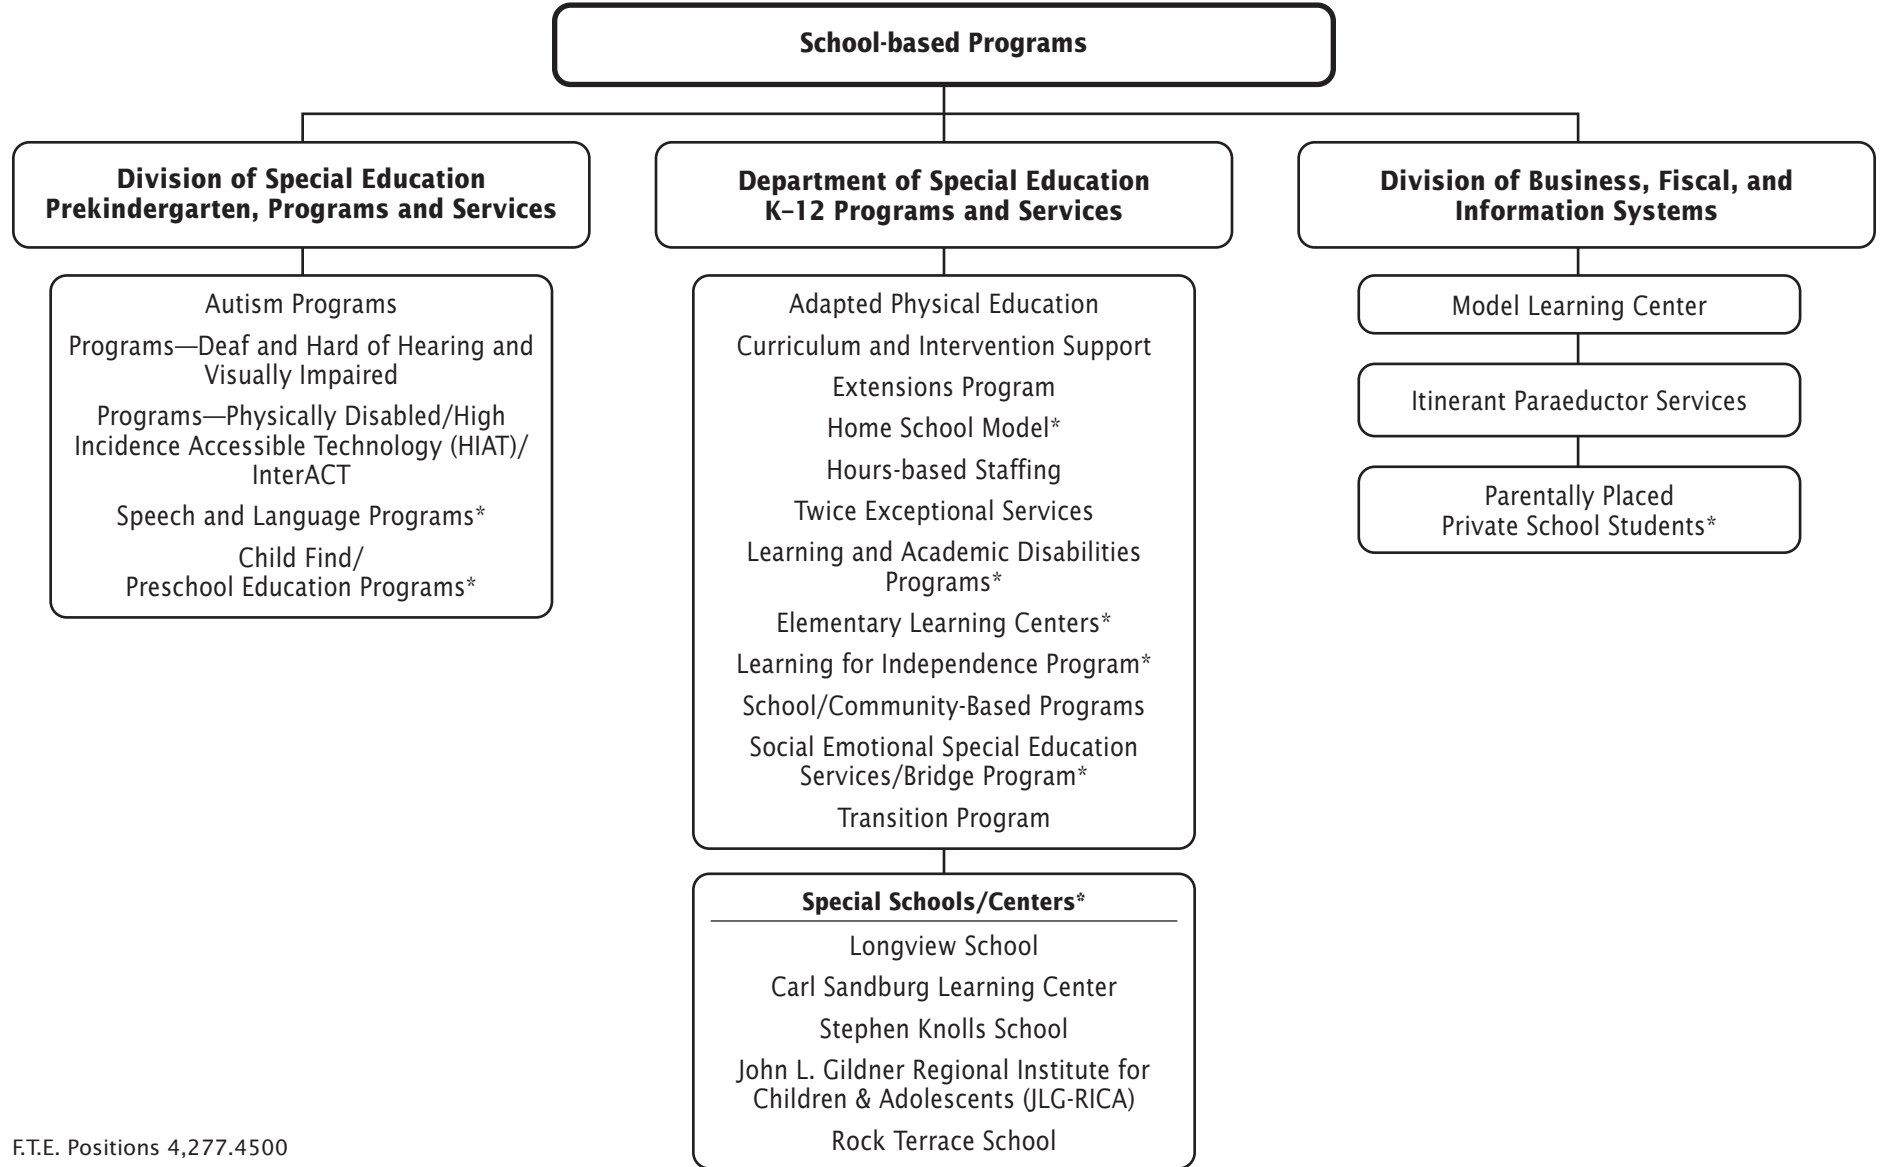 School-based Programs
Division of Special Education
Prekindergarten, Programs and Services
Autism Programs
Programs—Deaf and Hard of Hearing and
Visually Impaired
Programs—Physically Disabled/High
Incidence Accessible Technology (HIAT)/
InterACT
Speech and Language Programs*
Child Find/
Preschool Education Programs*
Department of Special Education
K–12 Programs and Services
Adapted Physical Education
Curriculum and Intervention Support
Extensions Program
Home School Model*
Hours-based Staffing
Twice Exceptional Services
Learning and Academic Disabilities
Programs*
Elementary Learning Centers*
Learning for Independence Program*
School/Community-Based Programs
Social Emotional Special Education
Services/Bridge Program*
Transition Program
Special Schools/Centers*
Longview School
Carl Sandburg Learning Center
Stephen Knolls School
John L. Gildner Regional Institute for
Children & Adolescents (JLG-RICA)
Rock Terrace School
Division of Business, Fiscal, and
Information Systems
Model Learning Center
Itinerant Paraeductor Services
Parentally Placed
Private School Students*
F.T.E. Positions 4,277.4500